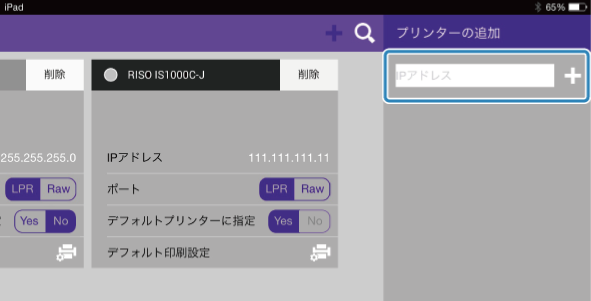 iPad
65%
プリンターの追加
IPアドレス
削除
RISO IS1000C-J
削除
255.255.255.0
IPアドレス
111.111.111.11
LPR Raw
ポート
LPR Raw
Yes No
デフォルトプリンターに指定
Yes No
デフォルト印刷設定